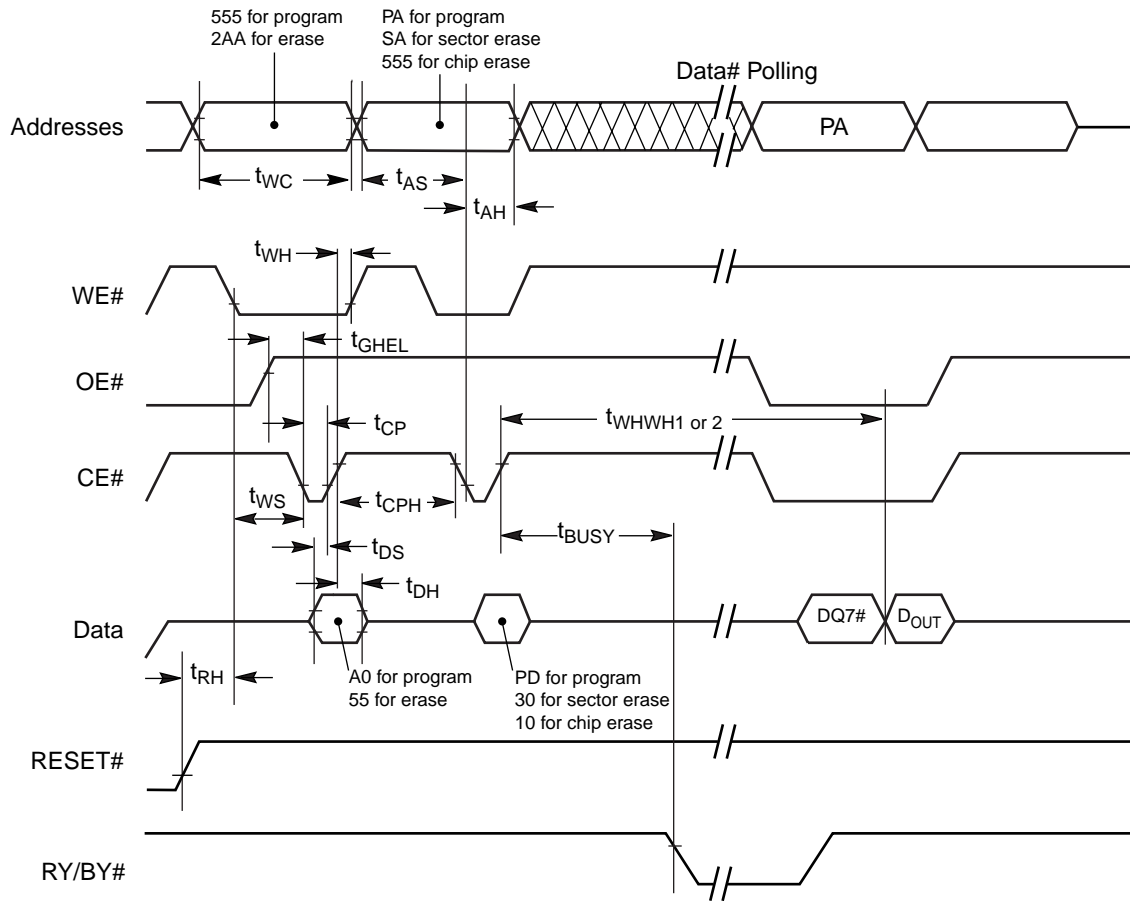 555 for program
2AA for erase
PA for program
SA for sector erase
555 for chip erase
Data# Polling
Addresses
PA
tWC
tAS
tAH
tWH
WE#
tGHEL
OE#
tWHWH1 or 2
tCP
CE#
tWS
tCPH
tBUSY
tDS
tDH
Data
DQ7#
DOUT
tRH
A0 for program
55 for erase
PD for program
30 for sector erase
10 for chip erase
RESET#
RY/BY#